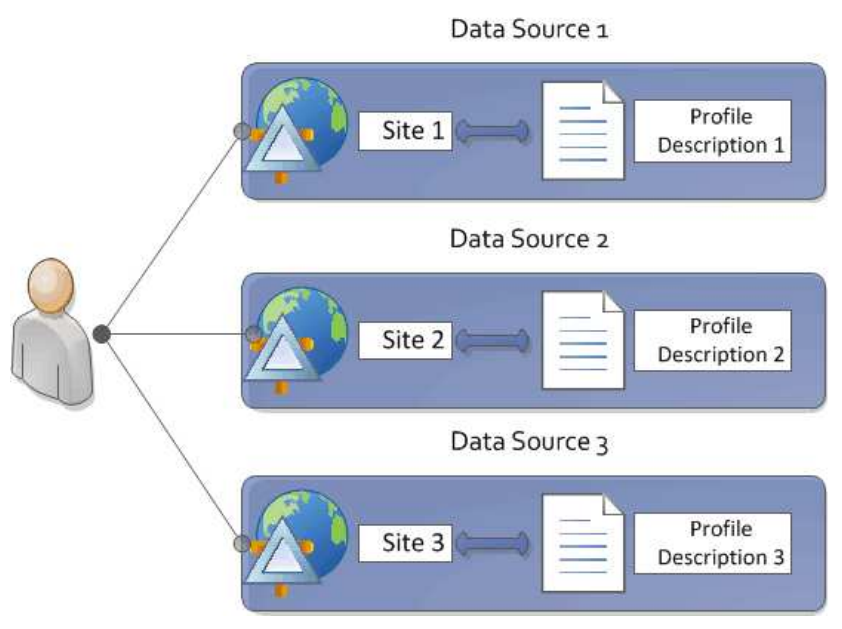 Data Source 1
Site 1
Profile
Description 1
Data Source 2
Site 2
Profile
Description 2
Data Source 3
Site 3
Profile
Description 3